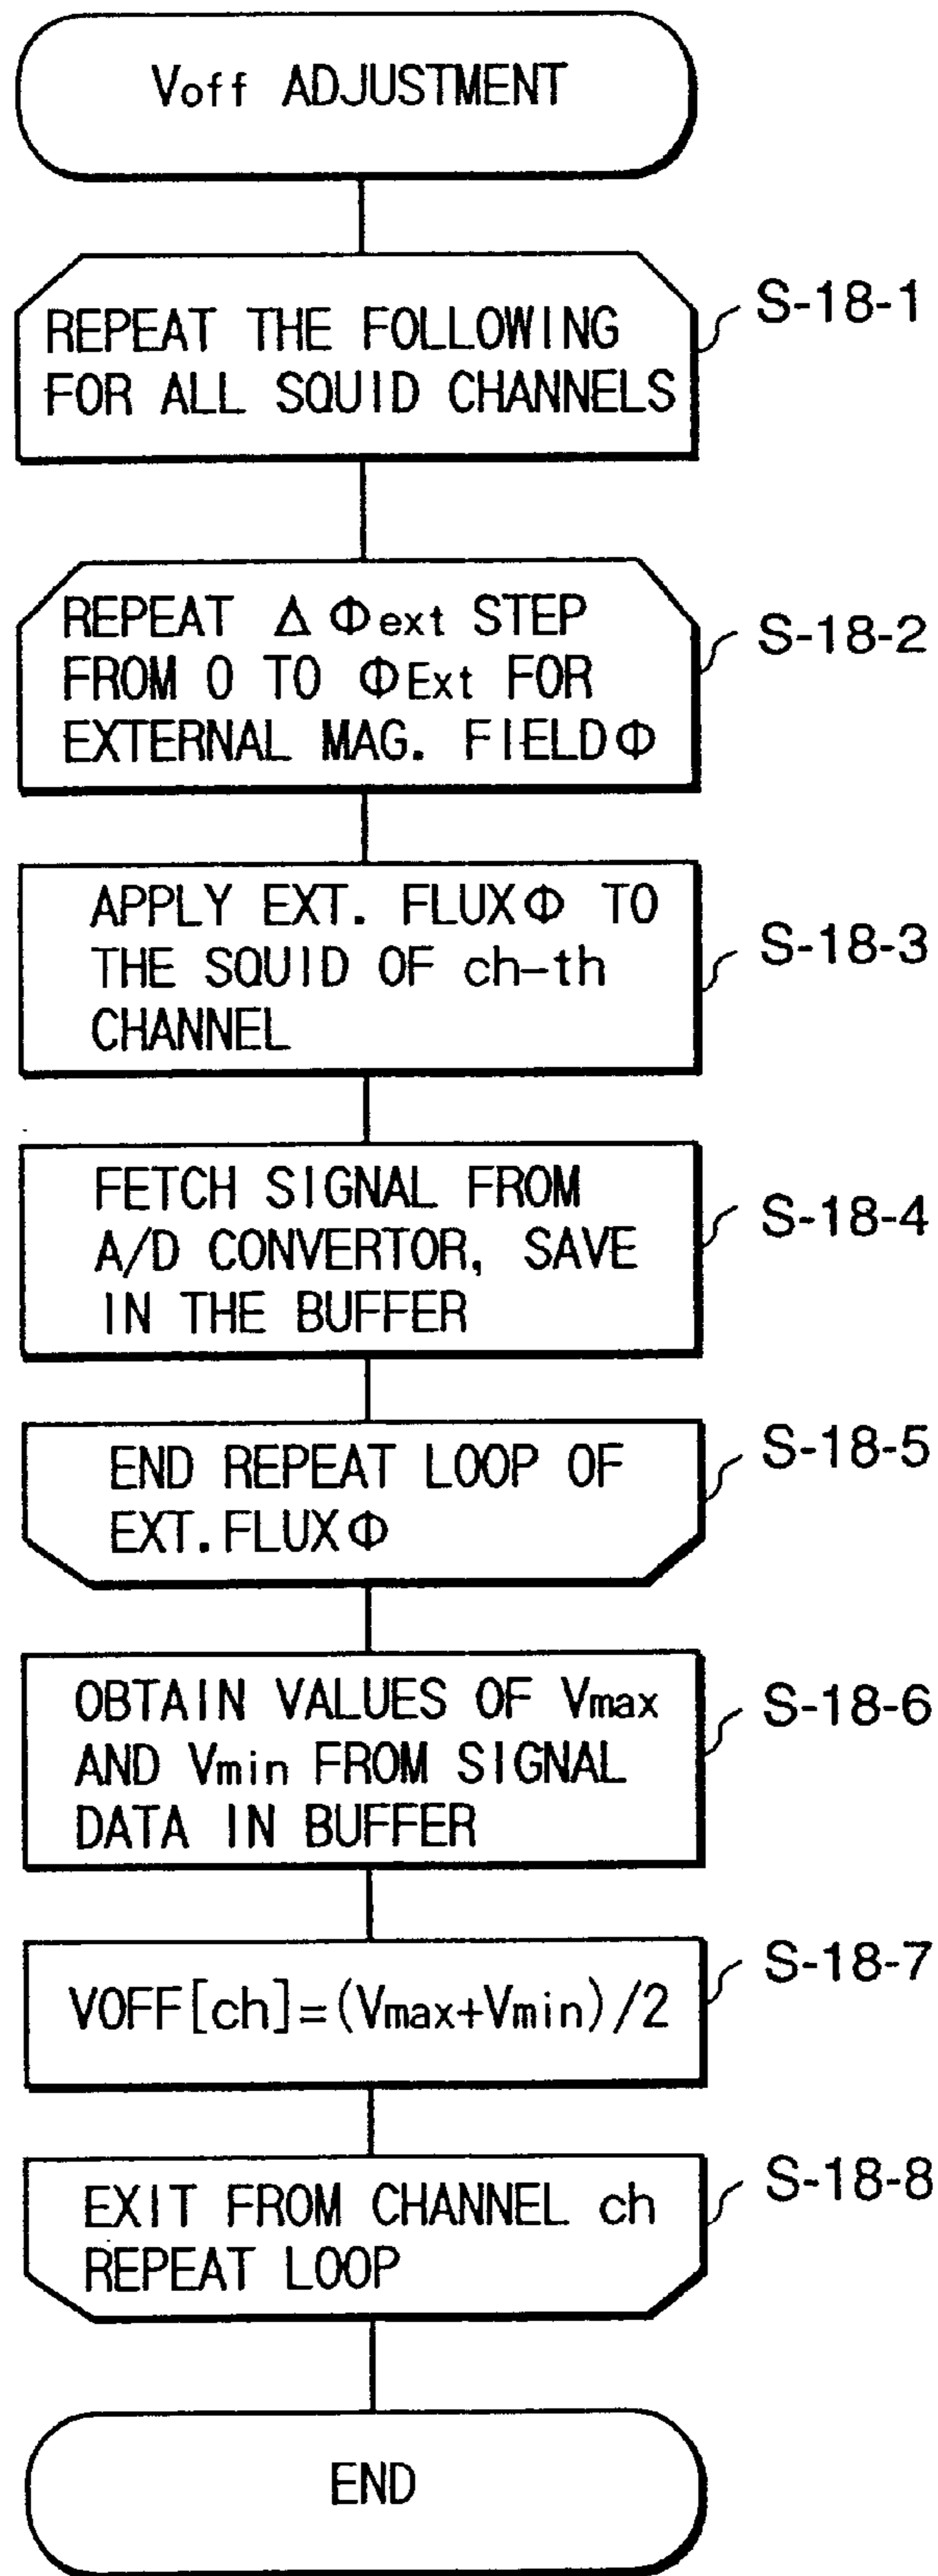 Voff ADJUSTMENT
REPEAT THE FOLLOWING
FOR ALL SQUID CHANNELS
S-18-1
REPEAT Δ Φext STEP
FROM 0 TO ΦExt FOR
EXTERNAL MAG. FIELDΦ
S-18-2
APPLY EXT. FLUXΦ TO
THE SQUID OF ch-th
CHANNEL
S-18-3
FETCH SIGNAL FROM
A/D CONVERTOR, SAVE
IN THE BUFFER
S-18-4
END REPEAT LOOP OF
EXT.FLUXΦ
S-18-5
OBTAIN VALUES OF Vmax
AND Vmin FROM SIGNAL
DATA IN BUFFER
S-18-6
VOFF[ch]=(Vmax+Vmin)/2
S-18-7
EXIT FROM CHANNEL ch
REPEAT LOOP
S-18-8
END